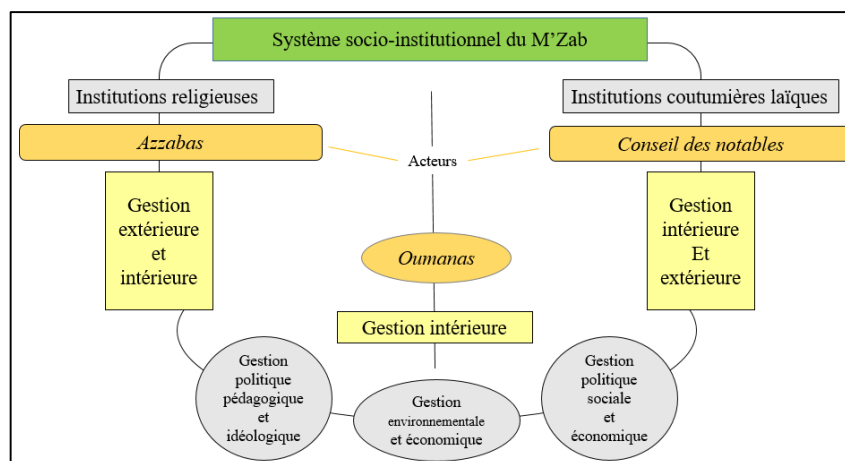 Système socio-institutionnel du M’Zab
Institutions religieuses
Institutions coutumières laïques
Azzabas
Acteurs
Conseil des notables
Gestion
extérieure
et
intérieure
Gestion
intérieure
Et
extérieure
Oumanas
Gestion intérieure
Gestion
politique
pédagogique
et
idéologique
Gestion
environnementale
et économique
Gestion
politique
sociale
et
économique